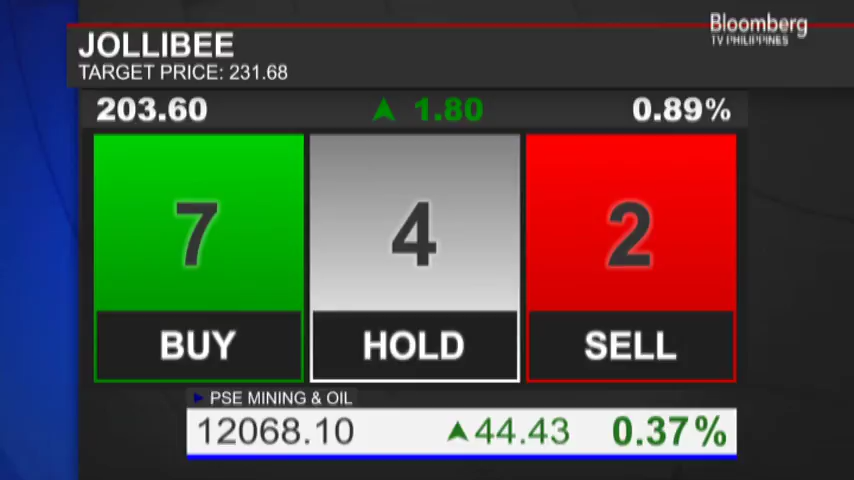 Bloomberg
TV PHILIPPINES
JOLLIBEE
TARGET PRICE: 231.68
203.60 ▲ 1.80 0.89%
7 4 2
BUY HOLD SELL
► PSE MINING & OIL
12068.10 ▲44.43 0.37%